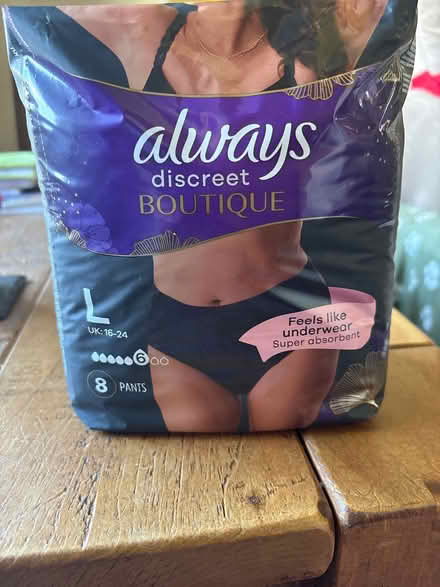 always
discreet
BOUTIQUE
L
UK: 16-24
Feels like
underwear
Super absorbent
6
8 PANTS